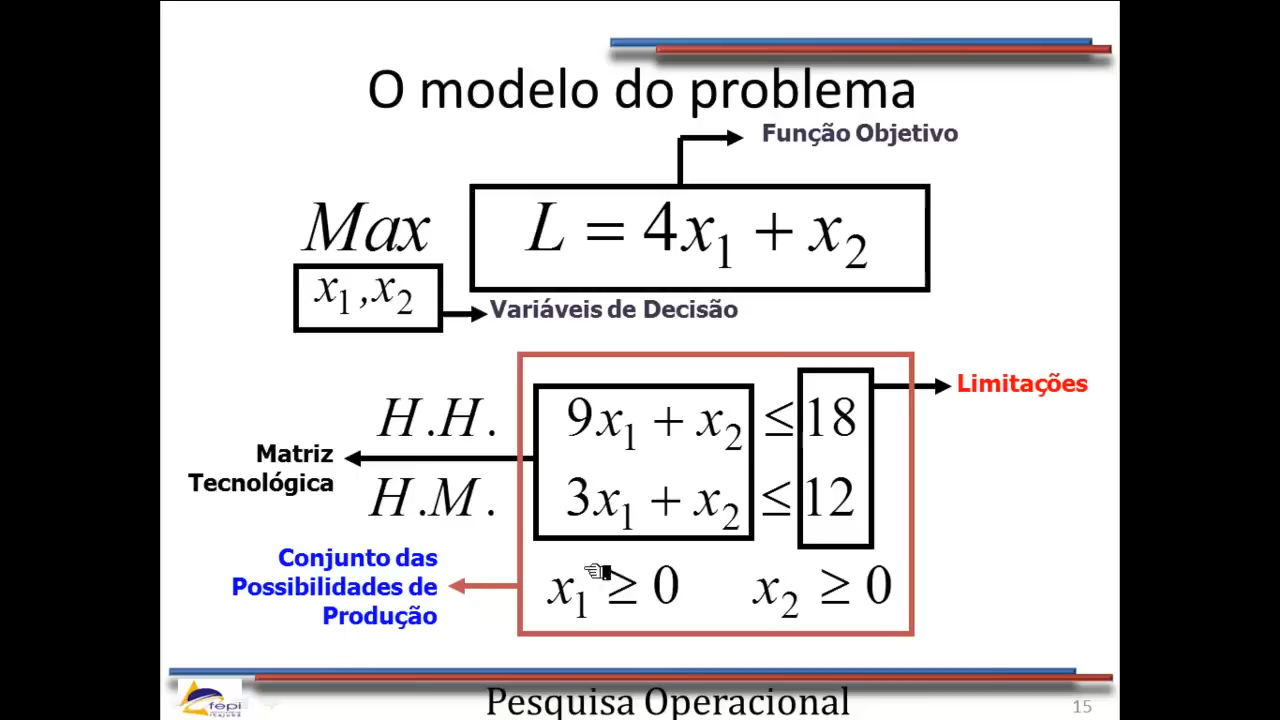 O modelo do problema
Função Objetivo
Max L = 4x₁ + x₂
x₁,x₂
Variáveis de Decisão
Limitações
H.H. 9x₁ + x₂ ≤ 18
Matriz
Tecnológica
H.M. 3x₁ + x₂ ≤ 12
Conjunto das
Possibilidades de
Produção
x₁ ≥ 0 x₂ ≥ 0
fepi
Pesquisa Operacional
15